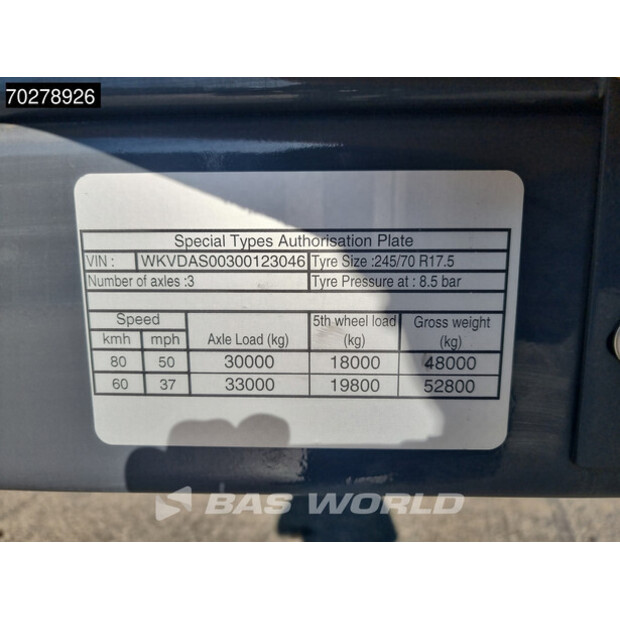 70278926
Special Types Authorisation Plate
VIN : WKVDAS00300123046 Tyre Size :245/70 R17.5
Number of axles :3 Tyre Pressure at : 8.5 bar
Speed Axle Load (kg) 5th wheel load (kg) Gross weight (kg)
kmh mph
80 50 30000 18000 48000
60 37 33000 19800 52800
BAS WORLD